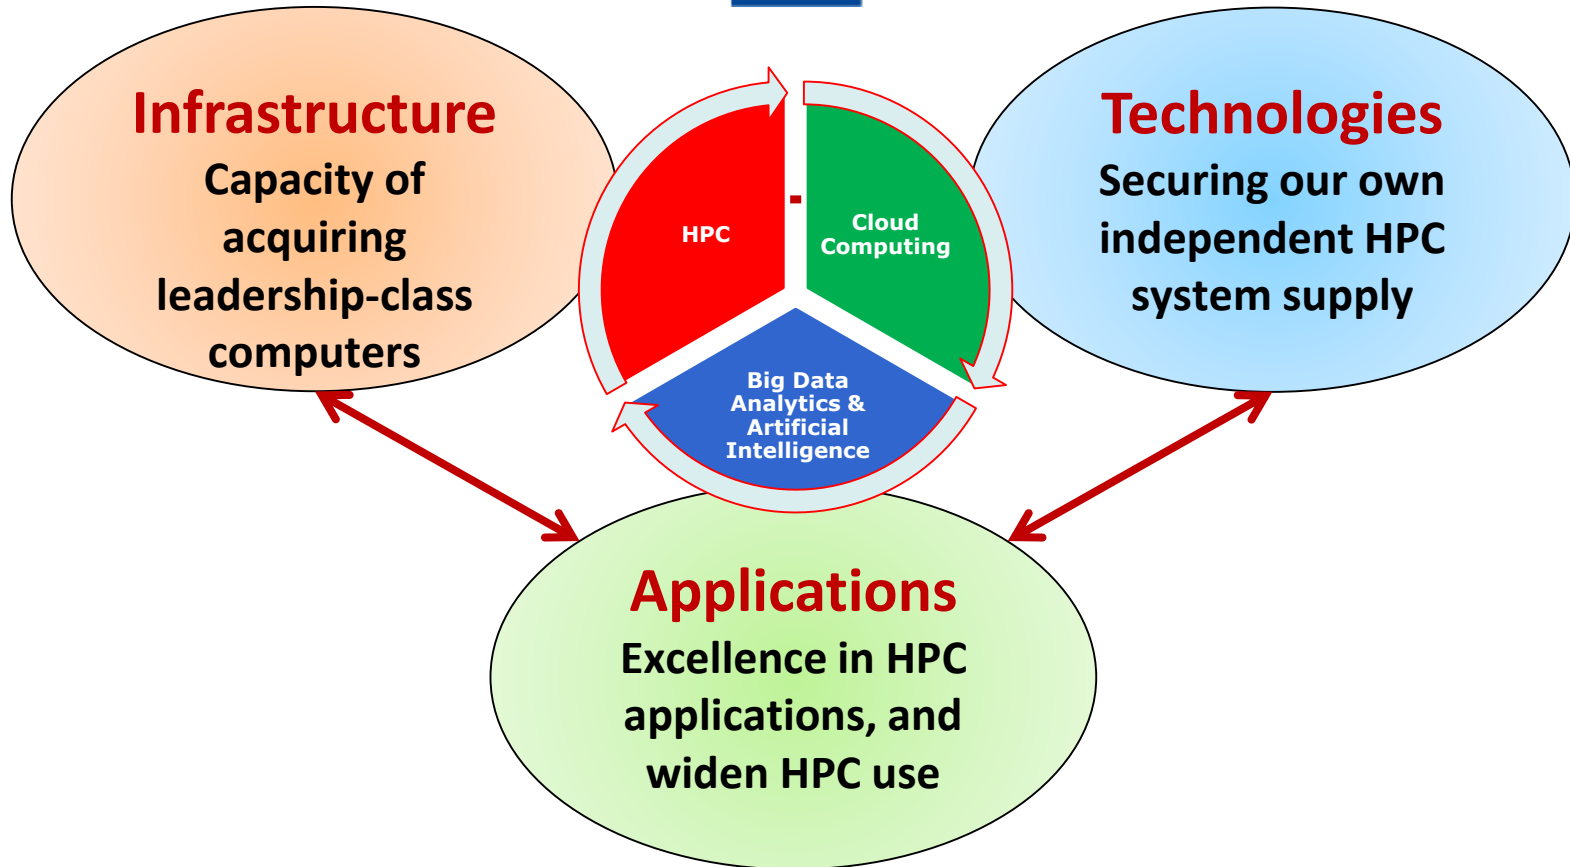 Infrastructure
Capacity of
acquiring
leadership-class
computers
HPC
Cloud
Computing
Big Data
Analytics &
Artificial
Intelligence
Technologies
Securing our own
independent HPC
system supply
Applications
Excellence in HPC
applications, and
widen HPC use